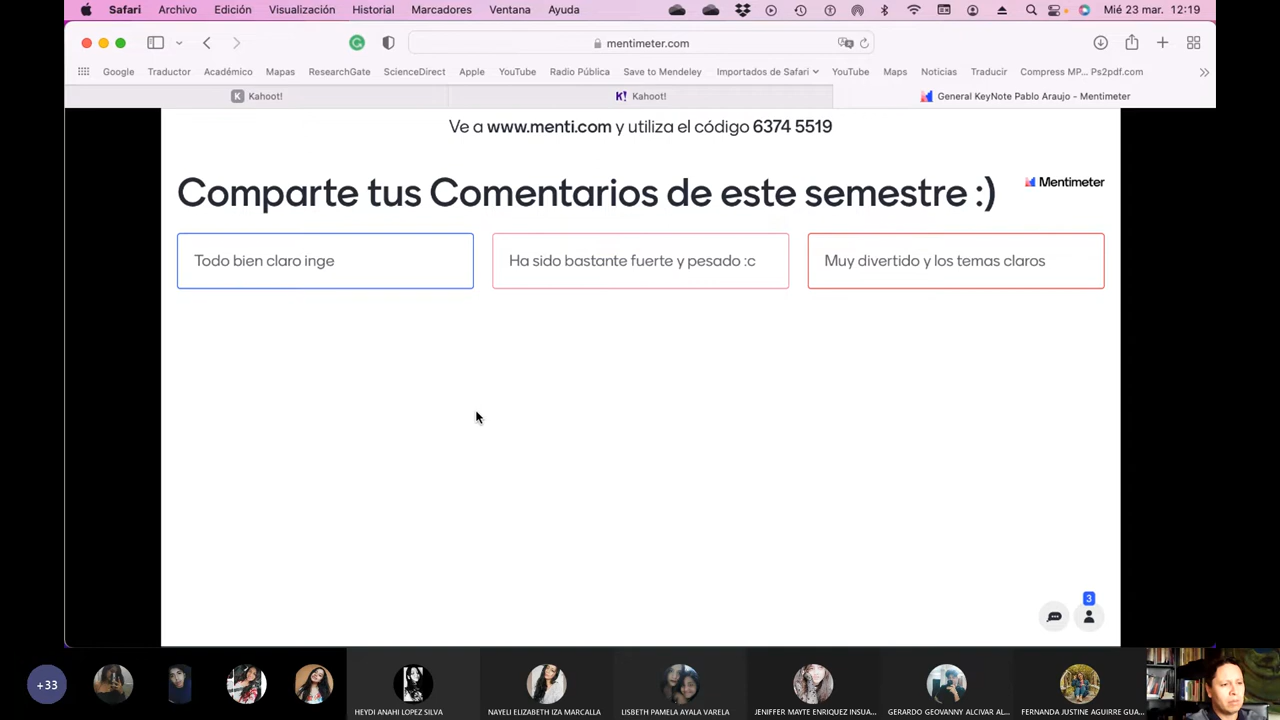 Safari Archivo Edición Visualización Historial Marcadores Ventana Ayuda Mié 23 mar. 12:19
mentimeter.com
Google Traductor Académico Mapas ResearchGate ScienceDirect Apple YouTube Radio Pública Save to Mendeley Importados de Safari YouTube Maps Noticias Traducir Compress MP... Ps2pdf.com
Kahoot! Kahoot! General KeyNote Pablo Araujo - Mentimeter
Ve a www.menti.com y utiliza el código 6374 5519
Comparte tus Comentarios de este semestre :)
Mentimeter
Todo bien claro inge
Ha sido bastante fuerte y pesado :c
Muy divertido y los temas claros
3
+33
HEYDI ANAHI LOPEZ SILVA
NAYELI ELIZABETH IZA MARCALLA
LISBETH PAMELA AYALA VARELA
JENIFFER MAYTE ENRIQUEZ INSUA...
GERARDO GEOVANNY ALCIVAR AL...
FERNANDA JUSTINE AGUIRRE GUA...